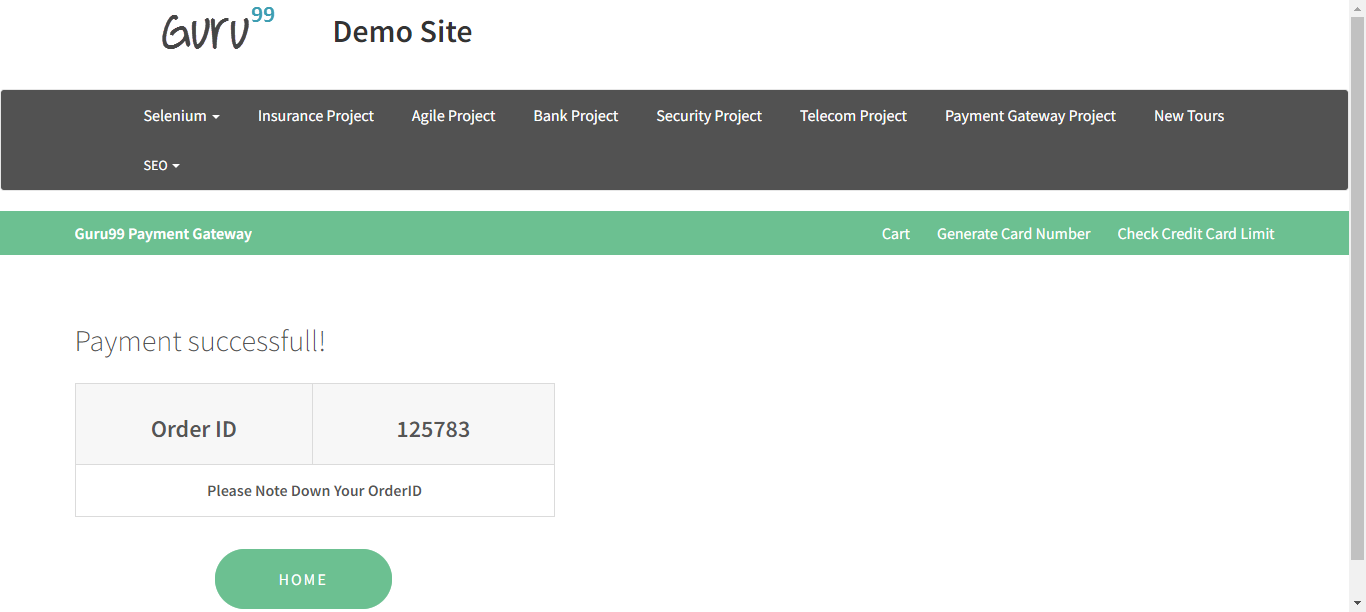 Guru99 Demo Site
Selenium Insurance Project Agile Project Bank Project Security Project Telecom Project Payment Gateway Project New Tours
SEO
Guru99 Payment Gateway Cart Generate Card Number Check Credit Card Limit
Payment successfull!
Order ID 125783
Please Note Down Your OrderID
HOME